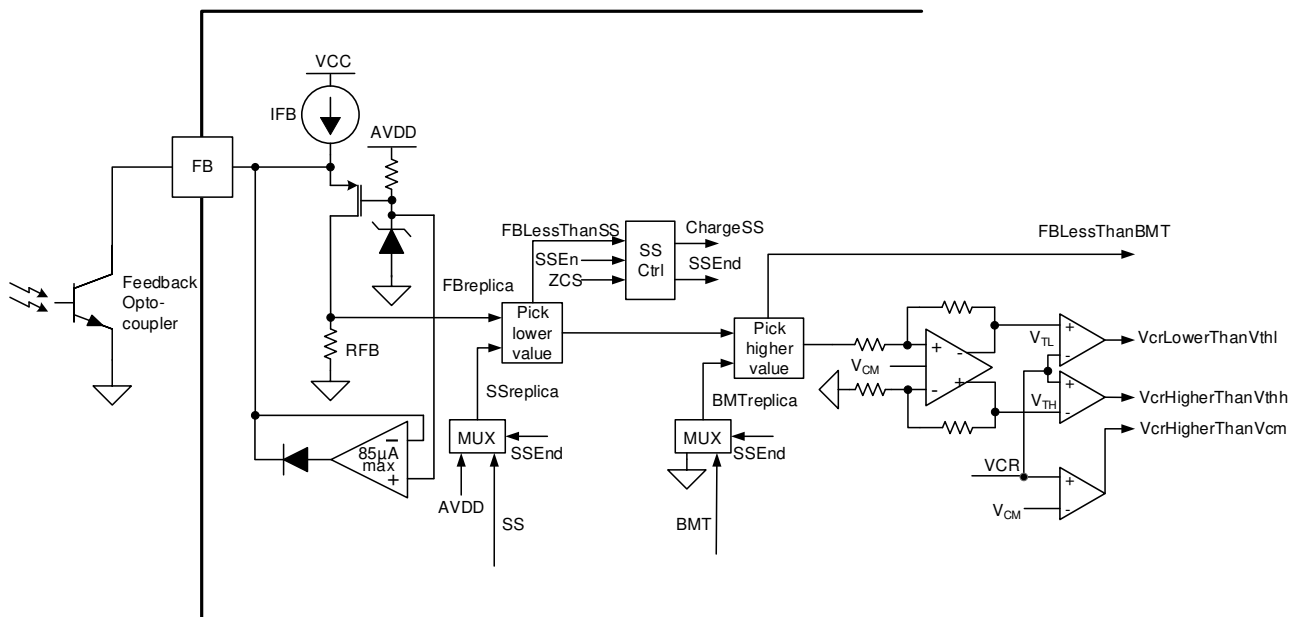 VCC
IFB
AVDD
FB
Feedback
Opto-
coupler
FBLessThanSS
SSEn
ZCS
SS
Ctrl
ChargeSS
SSEnd
FBLessThanBMT
FBreplica
Pick
lower
value
Pick
higher
value
RFB
SSreplica
BMTreplica
MUX
SSEnd
AVDD
SS
MUX
SSEnd
BMT
85µA
max
−
+
VCM
+
-
-
+
VTL
+
-
VcrLowerThanVthl
VTH
+
-
VcrHigherThanVthh
VcrHigherThanVcm
VCR
VCM
+
-